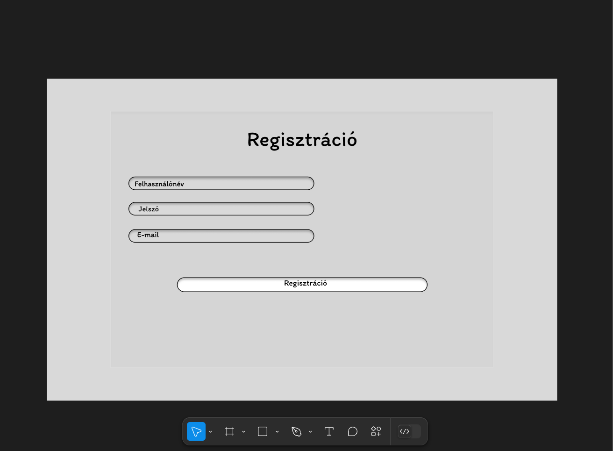 Regisztráció
Felhasználónév
Jelszó
E-mail
Regisztráció